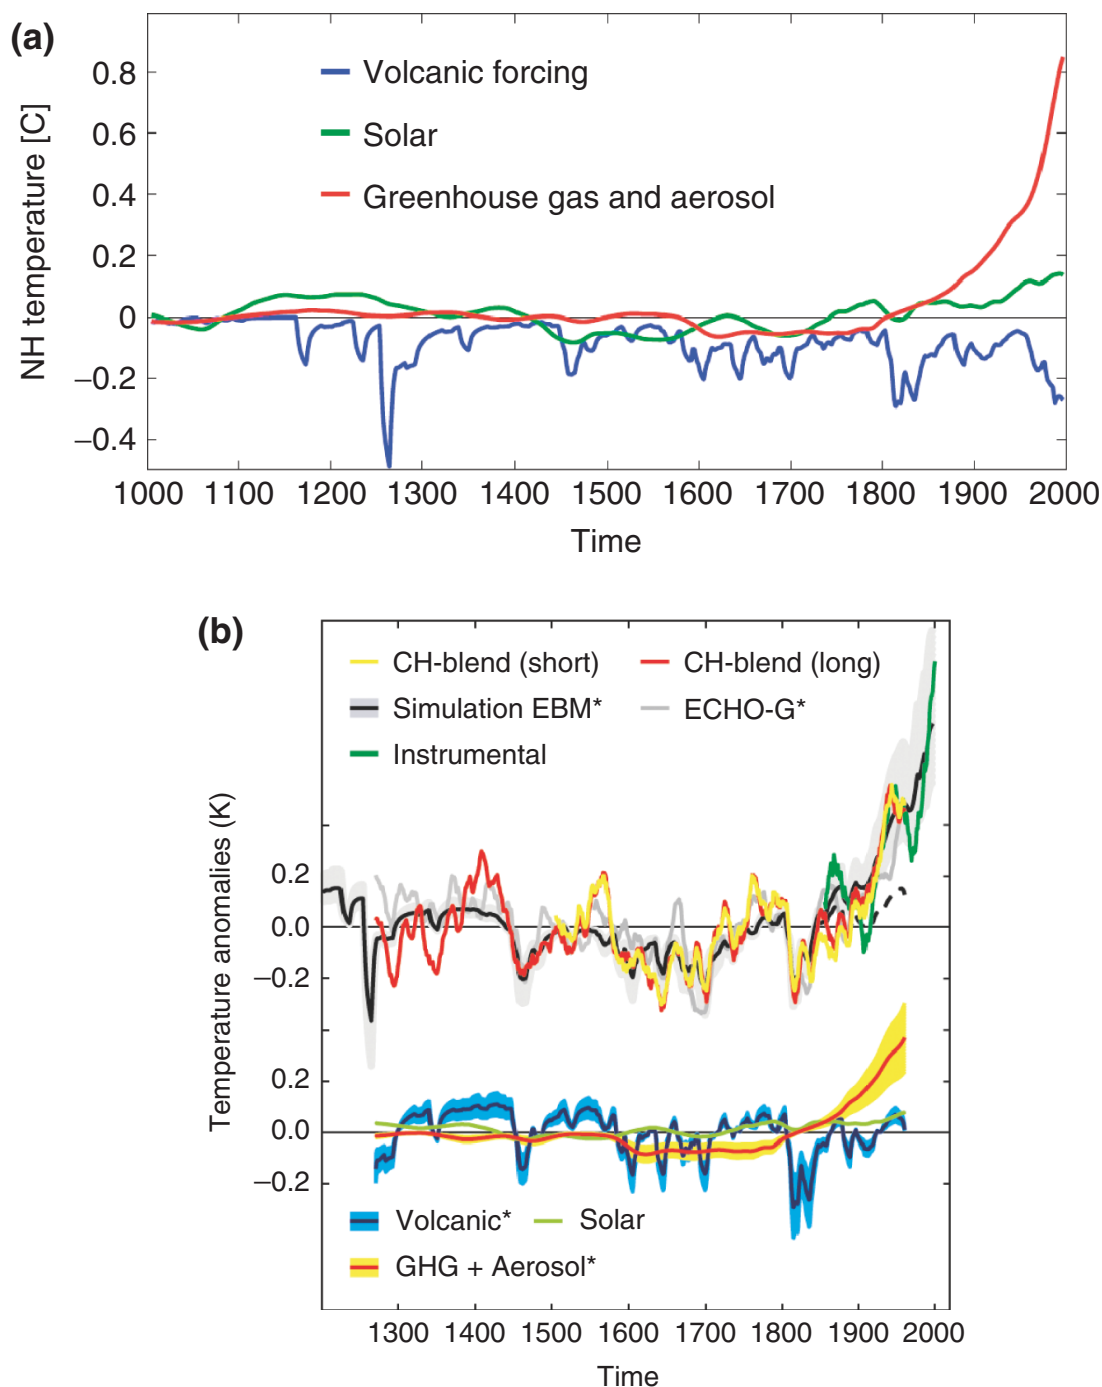 (a)
Volcanic forcing
Solar
Greenhouse gas and aerosol
NH temperature [C]
0.8
0.6
0.4
0.2
0
−0.2
−0.4
1000 1100 1200 1300 1400 1500 1600 1700 1800 1900 2000
Time
(b)
CH-blend (short) CH-blend (long)
Simulation EBM* ECHO-G*
Instrumental
Temperature anomalies (K)
0.2
0.0
−0.2
0.2
0.0
−0.2
Volcanic* Solar
GHG + Aerosol*
1300 1400 1500 1600 1700 1800 1900 2000
Time